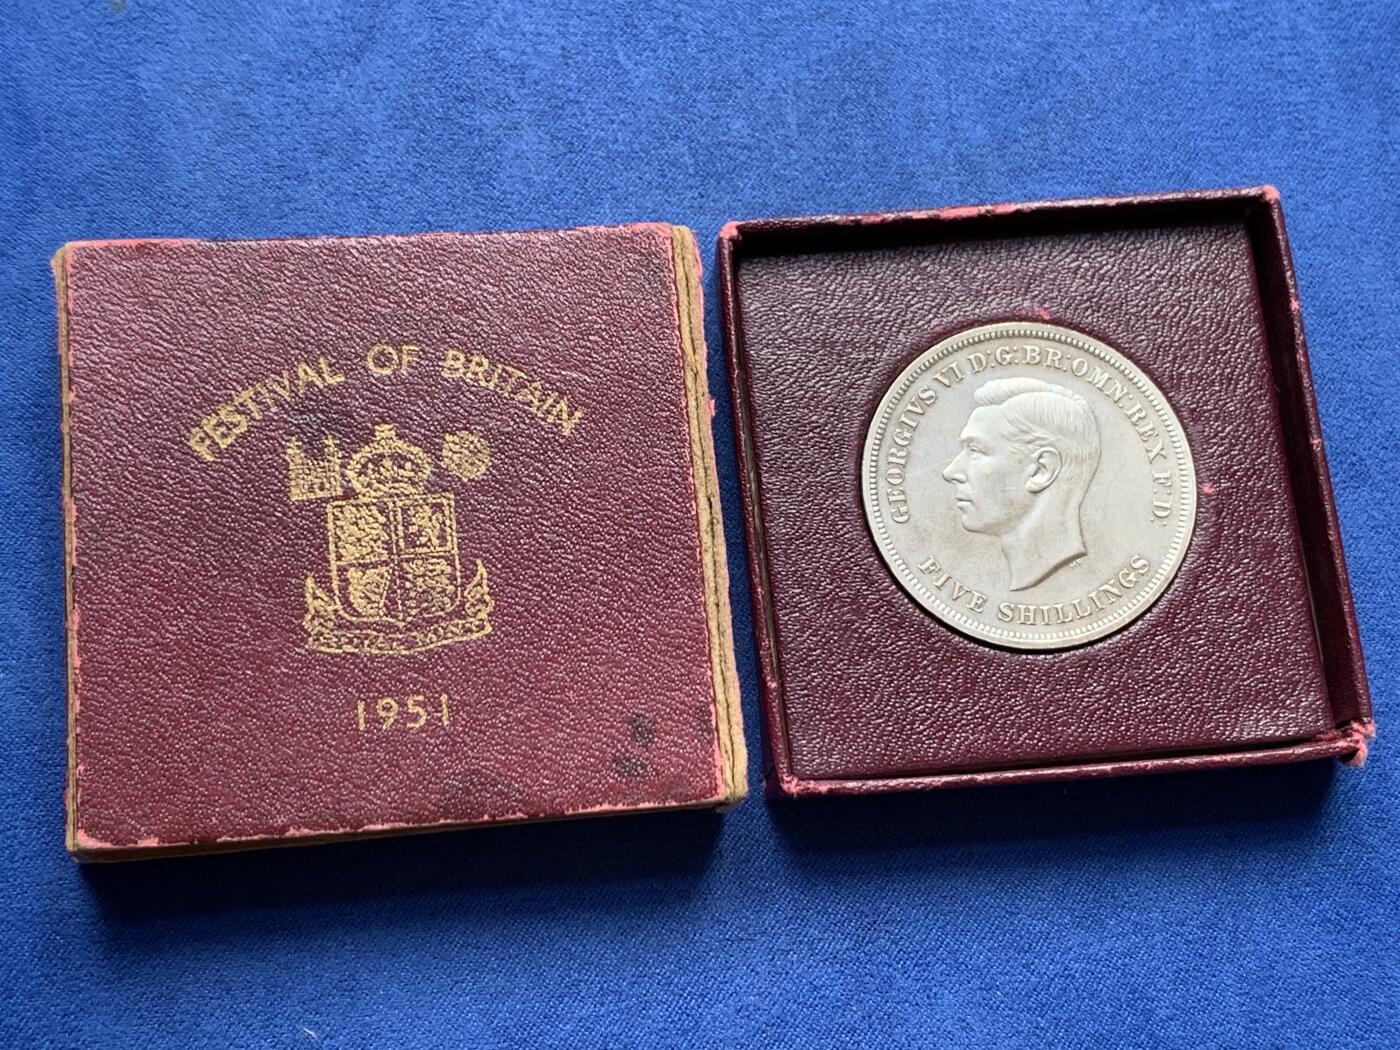 FESTIVAL OF BRITAIN
1951
GEORGIVS VI D:G:BR:OMN:REX F:D:
FIVE SHILLINGS